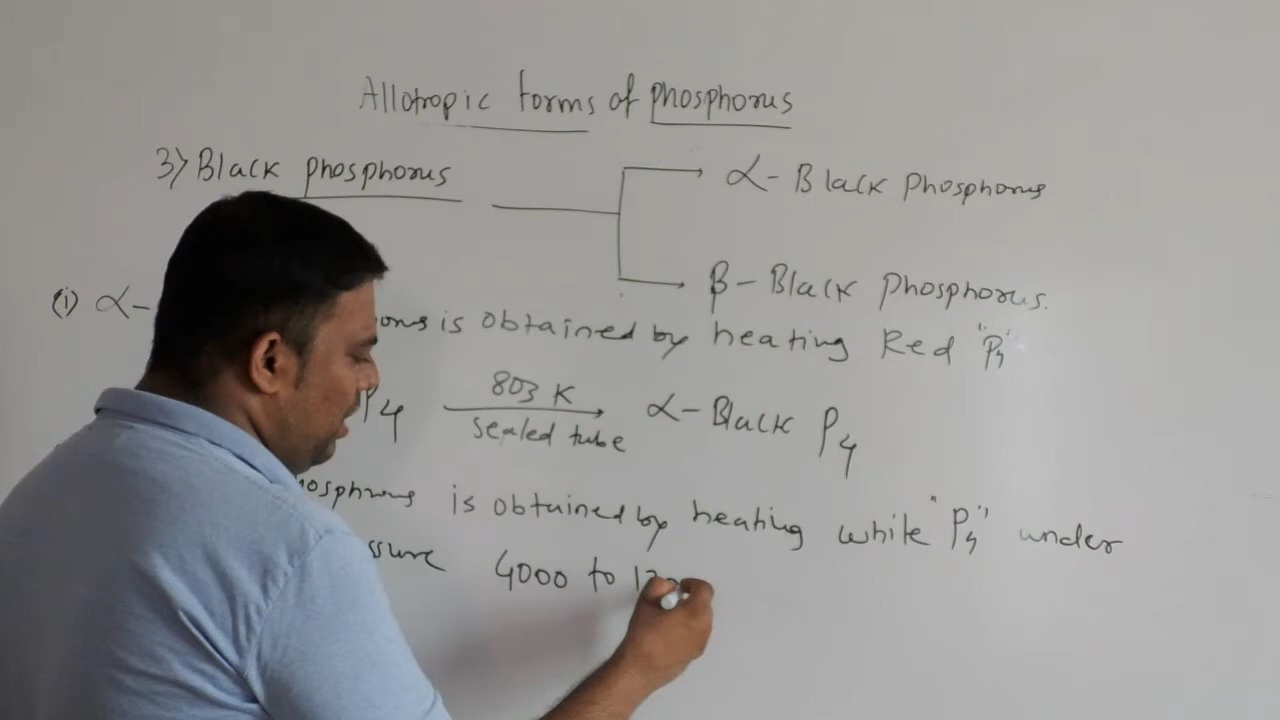 Allotropic forms of phosphorus
3) Black phosphorus
α- Black Phosphorus
β- Black Phosphorus.
(i) α- is obtained by heating Red "P4"
P4 803 K sealed tube α- Black P4
is obtained by heating while "P4" under
4000 to